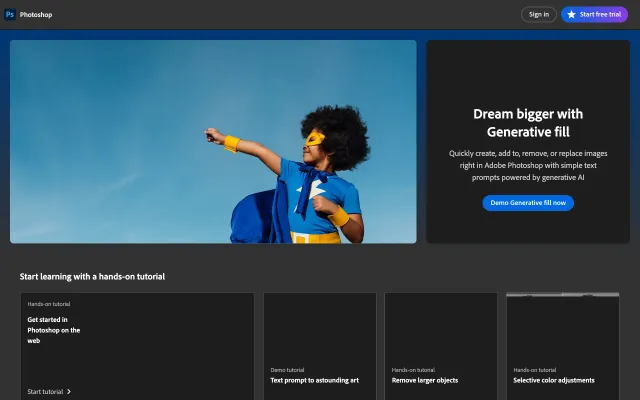 Ps Photoshop
Sign in
Start free trial
Dream bigger with
Generative fill
Quickly create, add to, remove, or replace images
right in Adobe Photoshop with simple text
prompts powered by generative AI
Demo Generative fill now
Start learning with a hands-on tutorial
Hands-on tutorial
Get started in
Photoshop on the
web
Start tutorial
Demo tutorial
Text prompt to astounding art
Hands-on tutorial
Remove larger objects
Hands-on tutorial
Selective color adjustments